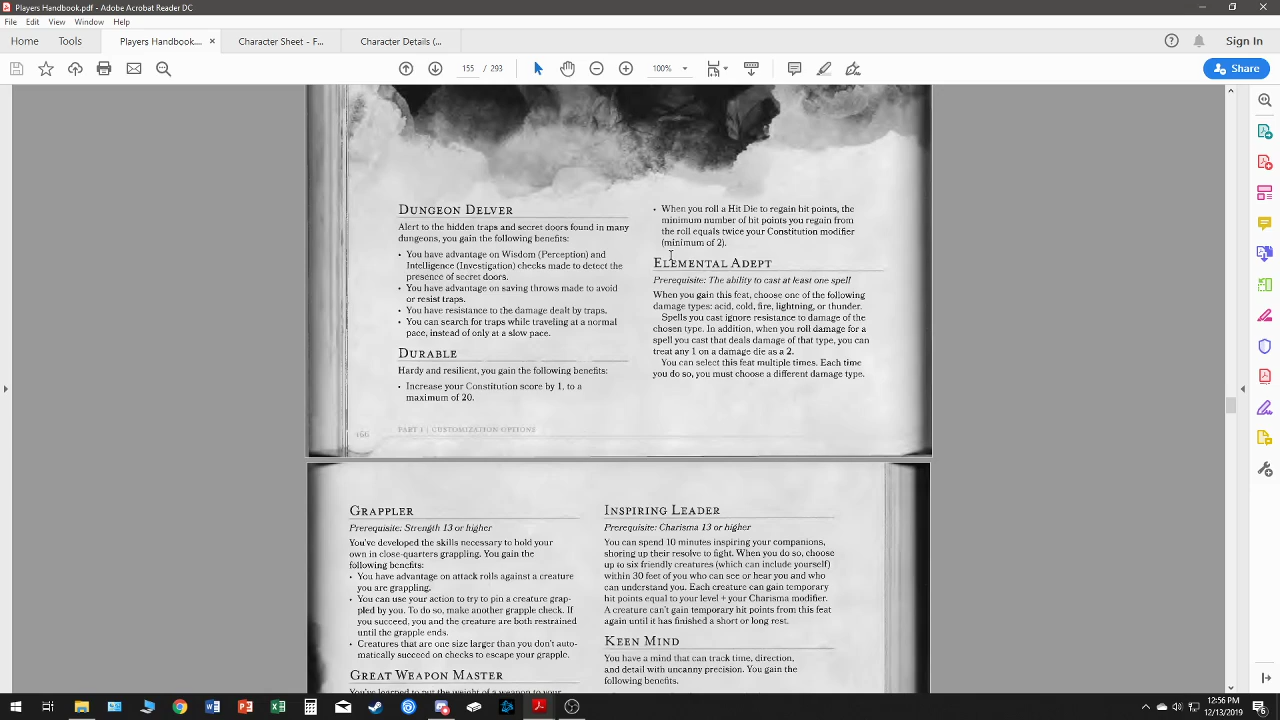 Players Handbook.pdf - Adobe Acrobat Reader DC
File Edit View Window Help
Home Tools Players Handbook.... × Character Sheet - F... Character Details (...
Sign In
155 / 293
100%
Share
DUNGEON DELVER
Alert to the hidden traps and secret doors found in many
dungeons, you gain the following benefits:
• You have advantage on Wisdom (Perception) and
Intelligence (Investigation) checks made to detect the
presence of secret doors.
• You have advantage on saving throws made to avoid
or resist traps.
• You have resistance to the damage dealt by traps.
• You can search for traps while traveling at a normal
pace, instead of only at a slow pace.
DURABLE
Hardy and resilient, you gain the following benefits:
• Increase your Constitution score by 1, to a
maximum of 20.
• When you roll a Hit Die to regain hit points, the
minimum number of hit points you regain from
the roll equals twice your Constitution modifier
(minimum of 2).
ELEMENTAL ADEPT
Prerequisite: The ability to cast at least one spell
When you gain this feat, choose one of the following
damage types: acid, cold, fire, lightning, or thunder.
Spells you cast ignore resistance to damage of the
chosen type. In addition, when you roll damage for a
spell you cast that deals damage of that type, you can
treat any 1 on a damage die as a 2.
You can select this feat multiple times. Each time
you do so, you must choose a different damage type.
166 PART 1 | CUSTOMIZATION OPTIONS
GRAPPLER
Prerequisite: Strength 13 or higher
You've developed the skills necessary to hold your
own in close-quarters grappling. You gain the
following benefits:
• You have advantage on attack rolls against a creature
you are grappling.
• You can use your action to try to pin a creature grap-
pled by you. To do so, make another grapple check. If
you succeed, you and the creature are both restrained
until the grapple ends.
• Creatures that are one size larger than you don't auto-
matically succeed on checks to escape your grapple.
GREAT WEAPON MASTER
You've learned to put the weight of a weapon to your
INSPIRING LEADER
Prerequisite: Charisma 13 or higher
You can spend 10 minutes inspiring your companions,
shoring up their resolve to fight. When you do so, choose
up to six friendly creatures (which can include yourself)
within 30 feet of you who can see or hear you and who
can understand you. Each creature can gain temporary
hit points equal to your level + your Charisma modifier.
A creature can't gain temporary hit points from this feat
again until it has finished a short or long rest.
KEEN MIND
You have a mind that can track time, direction,
and detail with uncanny precision. You gain the
following benefits.
12:56 PM
12/13/2019